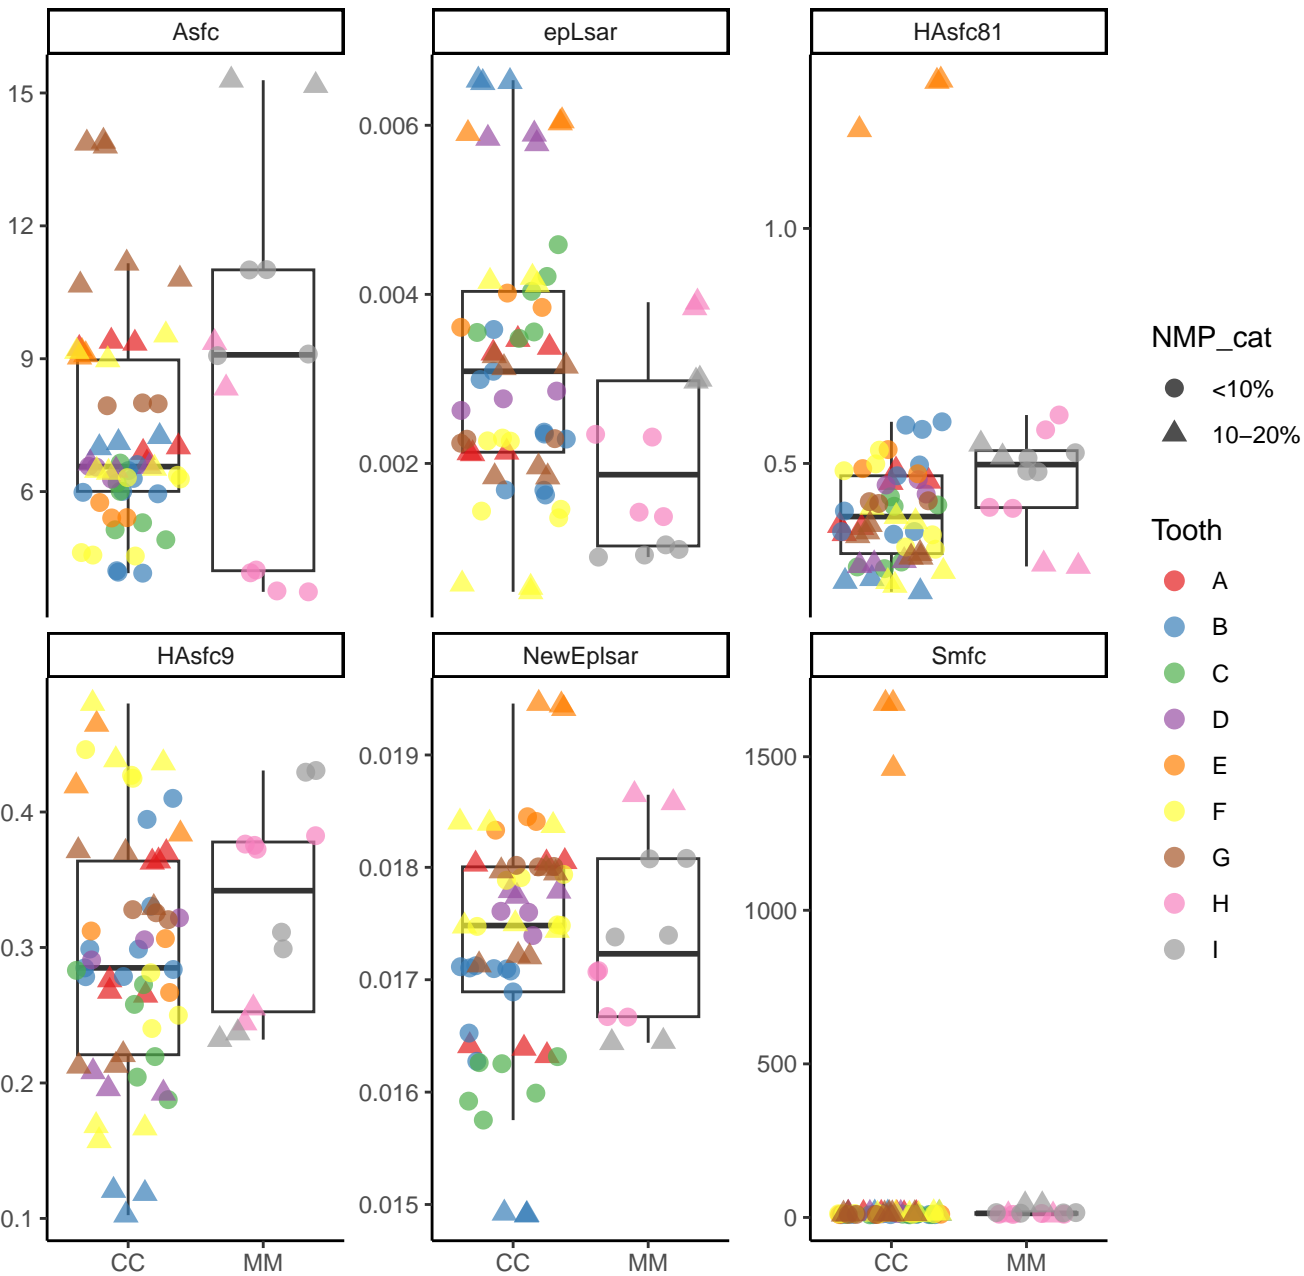 Asfc
epLsar
HAsfc81
15
12
9
6
0.006
0.004
0.002
1.0
0.5
HAsfc9
NewEplsar
Smfc
0.4
0.3
0.2
0.1
0.019
0.018
0.017
0.016
0.015
1500
1000
500
0
CC
MM
CC
MM
CC
MM
NMP_cat
<10%
10−20%
Tooth
A
B
C
D
E
F
G
H
I